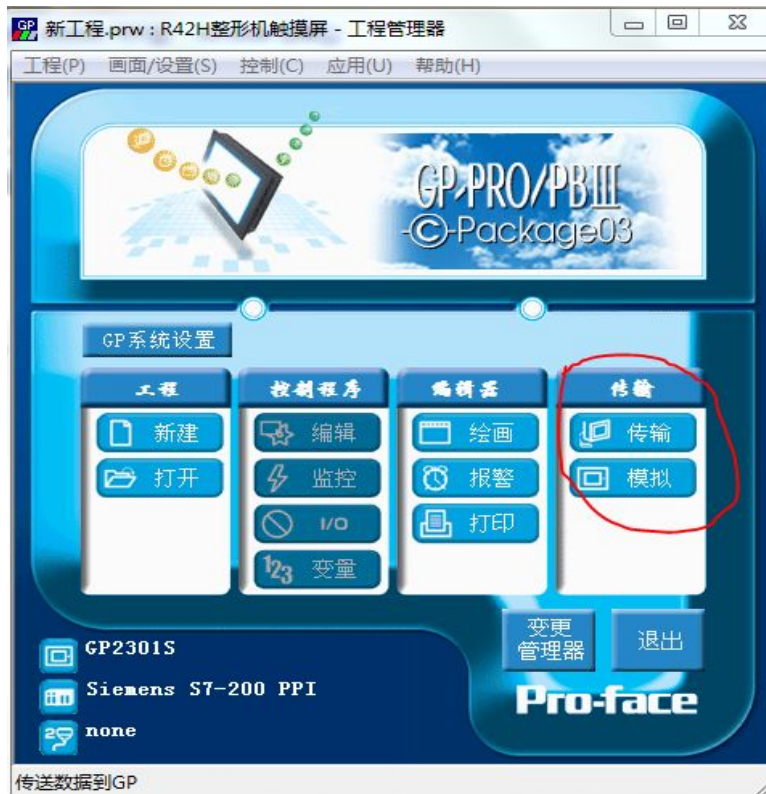 GP 新工程.prw : R42H整形机触摸屏 - 工程管理器
工程(P) 画面/设置(S) 控制(C) 应用(U) 帮助(H)
GP-PRO/PBIII
-C-Package03
GP系统设置
工程 控制程序 编辑器 传输
新建 编辑 绘画 传输
打开 监控 报警 模拟
I/O 打印
123 变量
变更
管理器
退出
GP2301S
Siemens S7-200 PPI
Pro-face
none
传送数据到GP